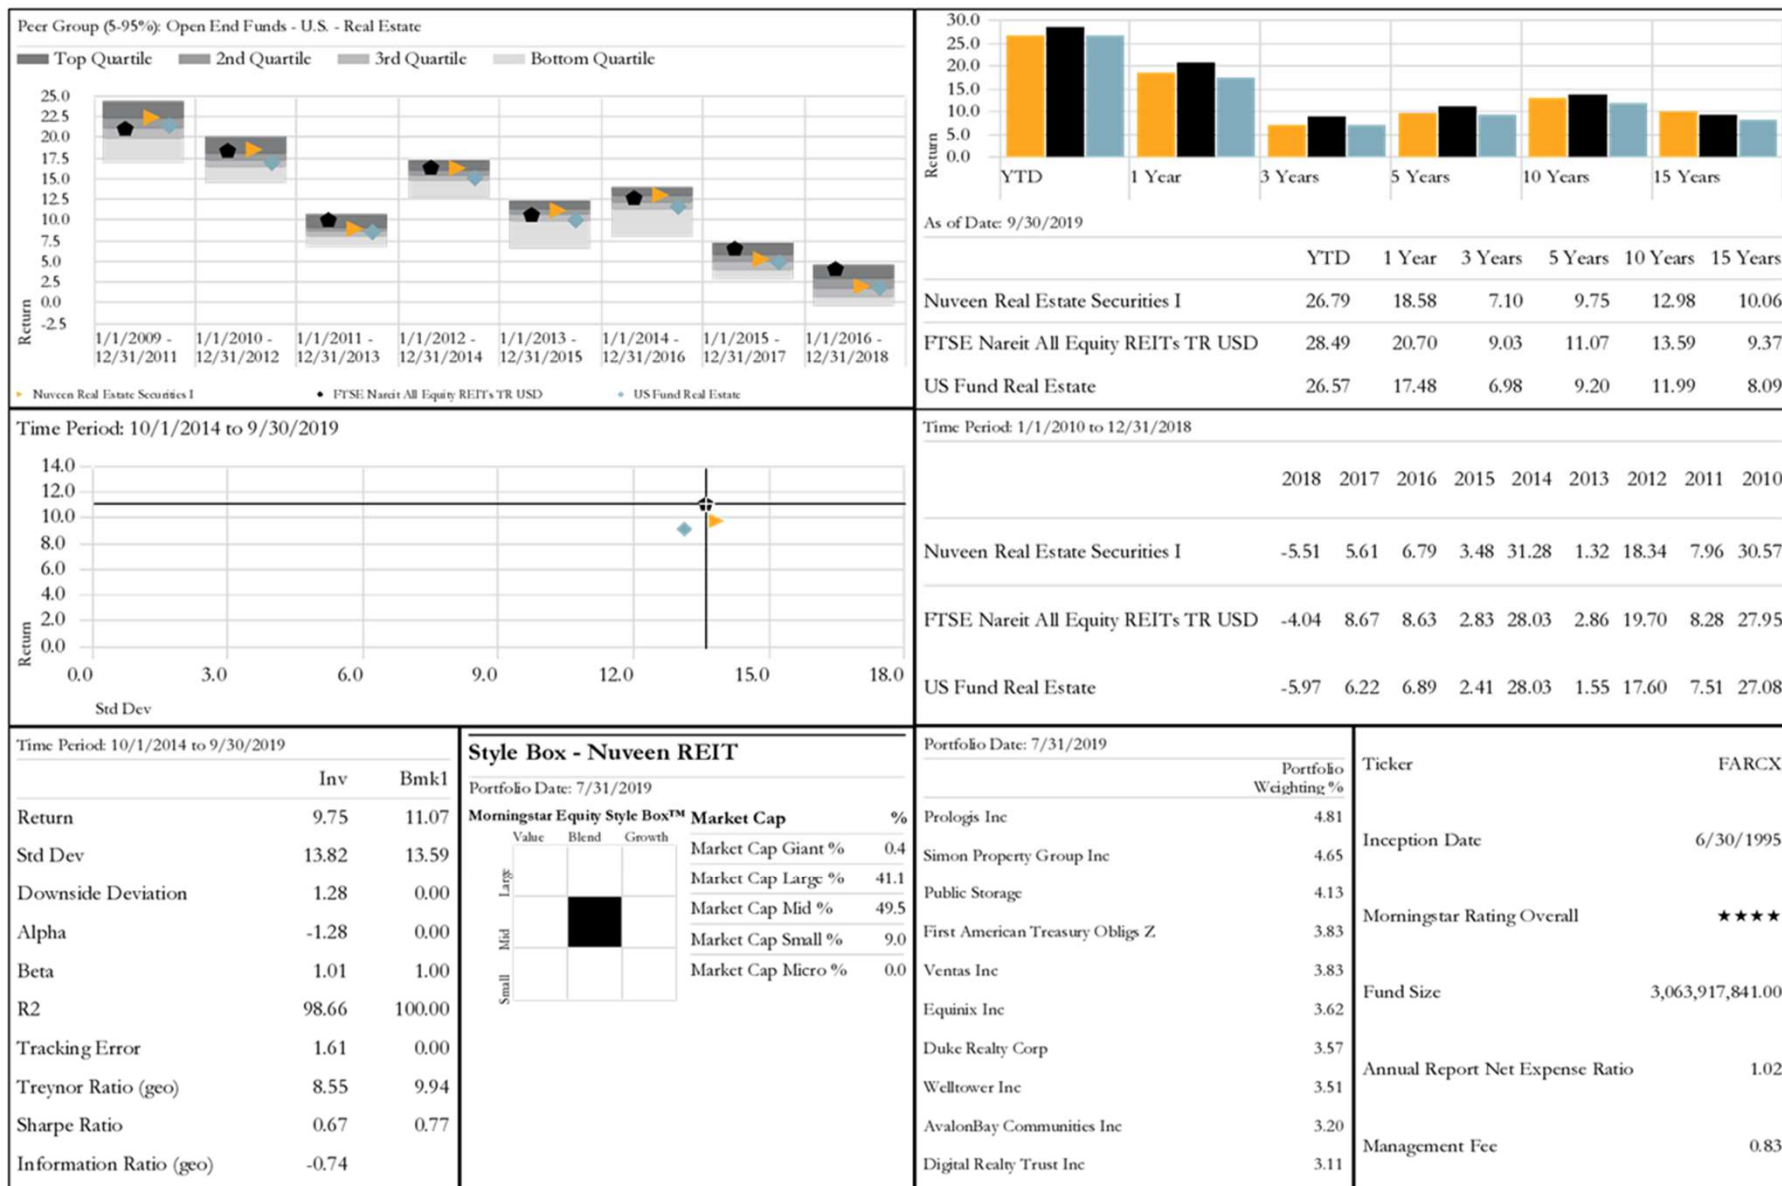 Peer Group (5-95%): Open End Funds - U.S. - Real Estate
Top Quartile 2nd Quartile 3rd Quartile Bottom Quartile
25.0
22.5
20.0
17.5
15.0
12.5
10.0
7.5
5.0
2.5
0.0
-2.5
Return
1/1/2009 - 1/1/2010 - 1/1/2011 - 1/1/2012 - 1/1/2013 - 1/1/2014 - 1/1/2015 - 1/1/2016 -
12/31/2011 12/31/2012 12/31/2013 12/31/2014 12/31/2015 12/31/2016 12/31/2017 12/31/2018
Nuveen Real Estate Securities I FTSE Nareit All Equity REITs TR USD US Fund Real Estate
30.0
25.0
20.0
15.0
10.0
5.0
0.0
Return
YTD 1 Year 3 Years 5 Years 10 Years 15 Years
As of Date: 9/30/2019
YTD 1 Year 3 Years 5 Years 10 Years 15 Years
Nuveen Real Estate Securities I 26.79 18.58 7.10 9.75 12.98 10.06
FTSE Nareit All Equity REITs TR USD 28.49 20.70 9.03 11.07 13.59 9.37
US Fund Real Estate 26.57 17.48 6.98 9.20 11.99 8.09
Time Period: 10/1/2014 to 9/30/2019
14.0
12.0
10.0
8.0
6.0
4.0
2.0
0.0
Return
0.0 3.0 6.0 9.0 12.0 15.0 18.0
Std Dev
Time Period: 1/1/2010 to 12/31/2018
2018 2017 2016 2015 2014 2013 2012 2011 2010
Nuveen Real Estate Securities I -5.51 5.61 6.79 3.48 31.28 1.32 18.34 7.96 30.57
FTSE Nareit All Equity REITs TR USD -4.04 8.67 8.63 2.83 28.03 2.86 19.70 8.28 27.95
US Fund Real Estate -5.97 6.22 6.89 2.41 28.03 1.55 17.60 7.51 27.08
Time Period: 10/1/2014 to 9/30/2019
Inv Bmk1
Return 9.75 11.07
Std Dev 13.82 13.59
Downside Deviation 1.28 0.00
Alpha -1.28 0.00
Beta 1.01 1.00
R2 98.66 100.00
Tracking Error 1.61 0.00
Treynor Ratio (geo) 8.55 9.94
Sharpe Ratio 0.67 0.77
Information Ratio (geo) -0.74
Style Box - Nuveen REIT
Portfolio Date: 7/31/2019
Morningstar Equity Style Box™
Value Blend Growth
Large
Mid
Small
Market Cap %
Market Cap Giant % 0.4
Market Cap Large % 41.1
Market Cap Mid % 49.5
Market Cap Small % 9.0
Market Cap Micro % 0.0
Portfolio Date: 7/31/2019
Portfolio
Weighting %
Prologis Inc 4.81
Simon Property Group Inc 4.65
Public Storage 4.13
First American Treasury Obligs Z 3.83
Ventas Inc 3.83
Equinix Inc 3.62
Duke Realty Corp 3.57
Welltower Inc 3.51
AvalonBay Communities Inc 3.20
Digital Realty Trust Inc 3.11
Ticker FARCX
Inception Date 6/30/1995
Morningstar Rating Overall ★★★★
Fund Size 3,063,917,841.00
Annual Report Net Expense Ratio 1.02
Management Fee 0.83